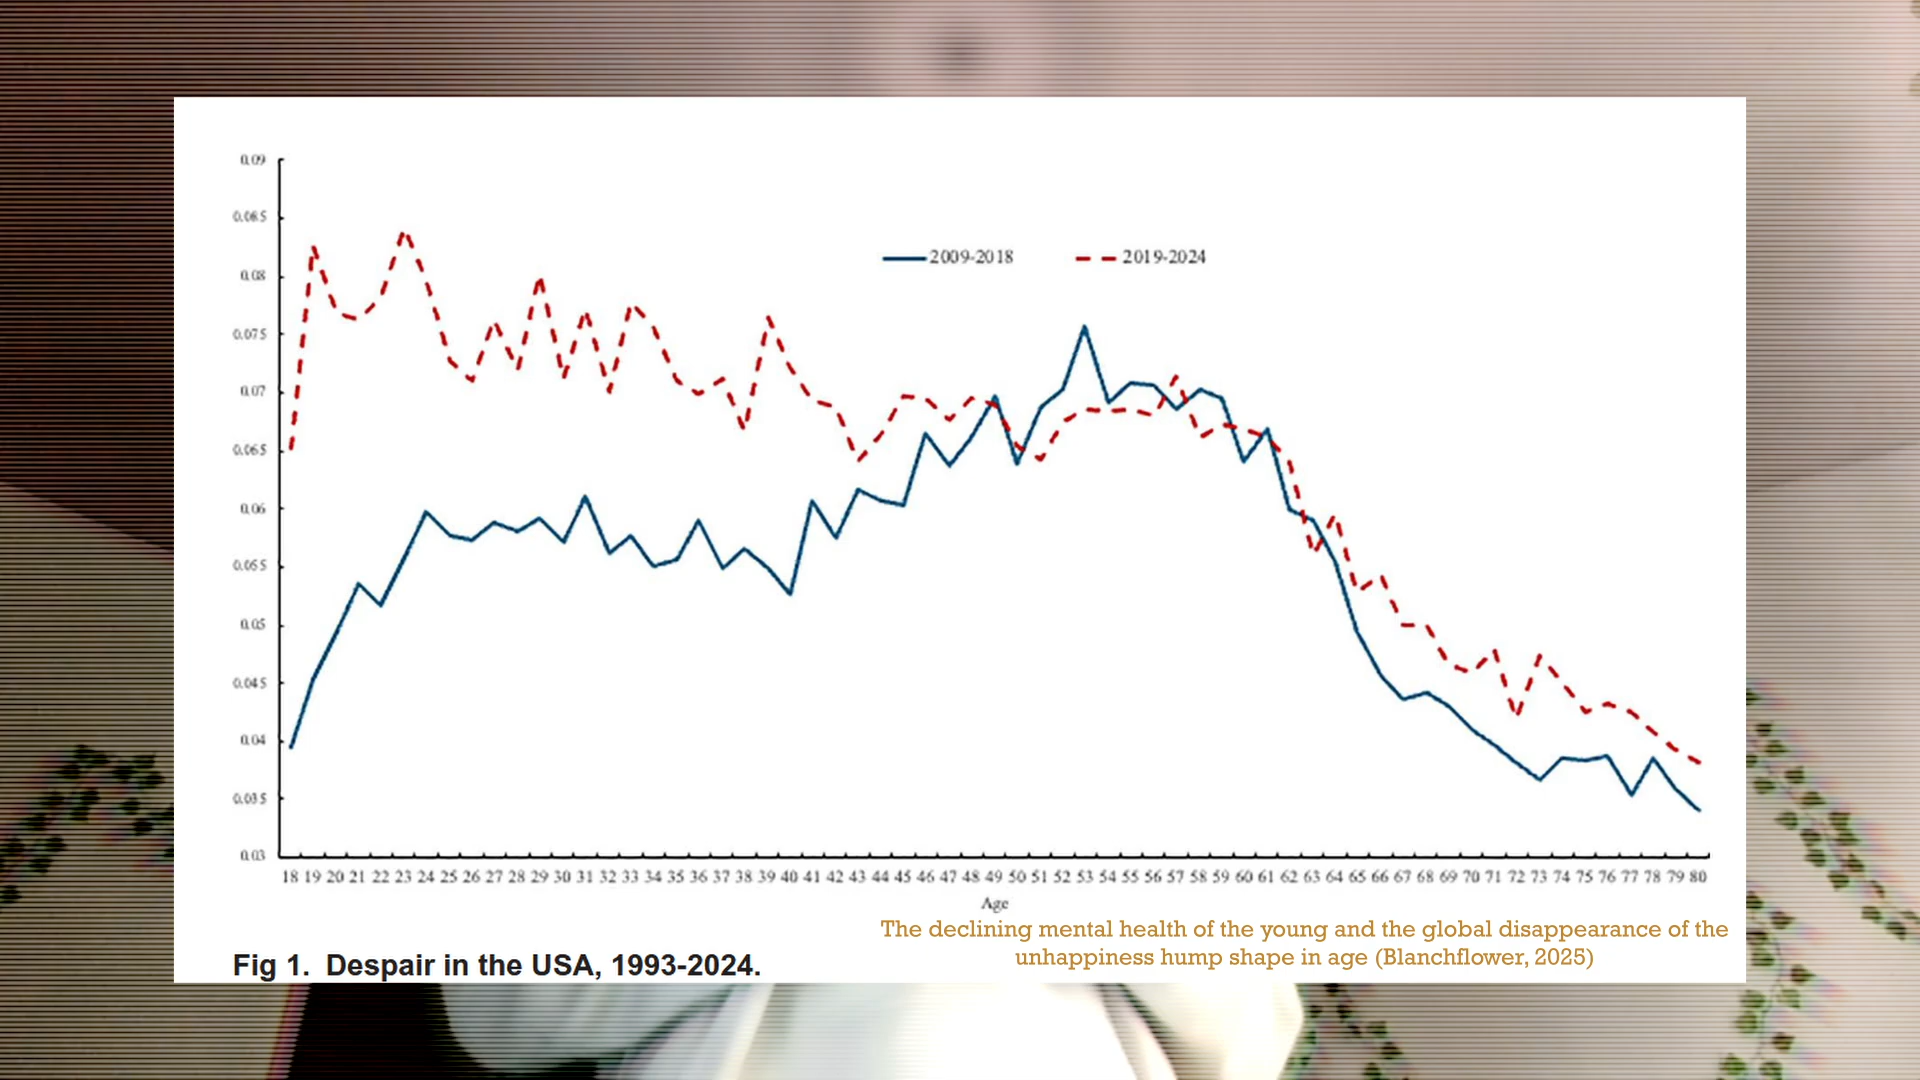 0.09
0.085
0.08
0.075
0.07
0.065
0.06
0.055
0.05
0.045
0.04
0.035
0.03
2009-2018 2019-2024
18 19 20 21 22 23 24 25 26 27 28 29 30 31 32 33 34 35 36 37 38 39 40 41 42 43 44 45 46 47 48 49 50 51 52 53 54 55 56 57 58 59 60 61 62 63 64 65 66 67 68 69 70 71 72 73 74 75 76 77 78 79 80
Age
The declining mental health of the young and the global disappearance of the
unhappiness hump shape in age (Blanchflower, 2025)
Fig 1. Despair in the USA, 1993-2024.